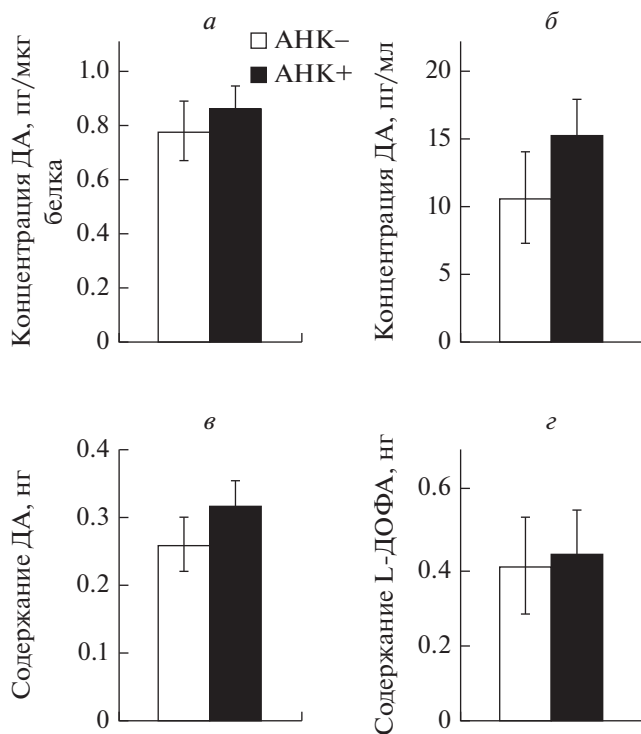 а
АНК–
АНК+
Концентрация ДА, пг/мкг
белка
1.0
0.8
0.6
0.4
0.2
0
б
Концентрация ДА, пг/мл
20
15
10
5
0
в
Содержание ДА, нг
0.4
0.3
0.2
0.1
0
г
Содержание L-ДОФА, нг
0.6
0.4
0.2
0